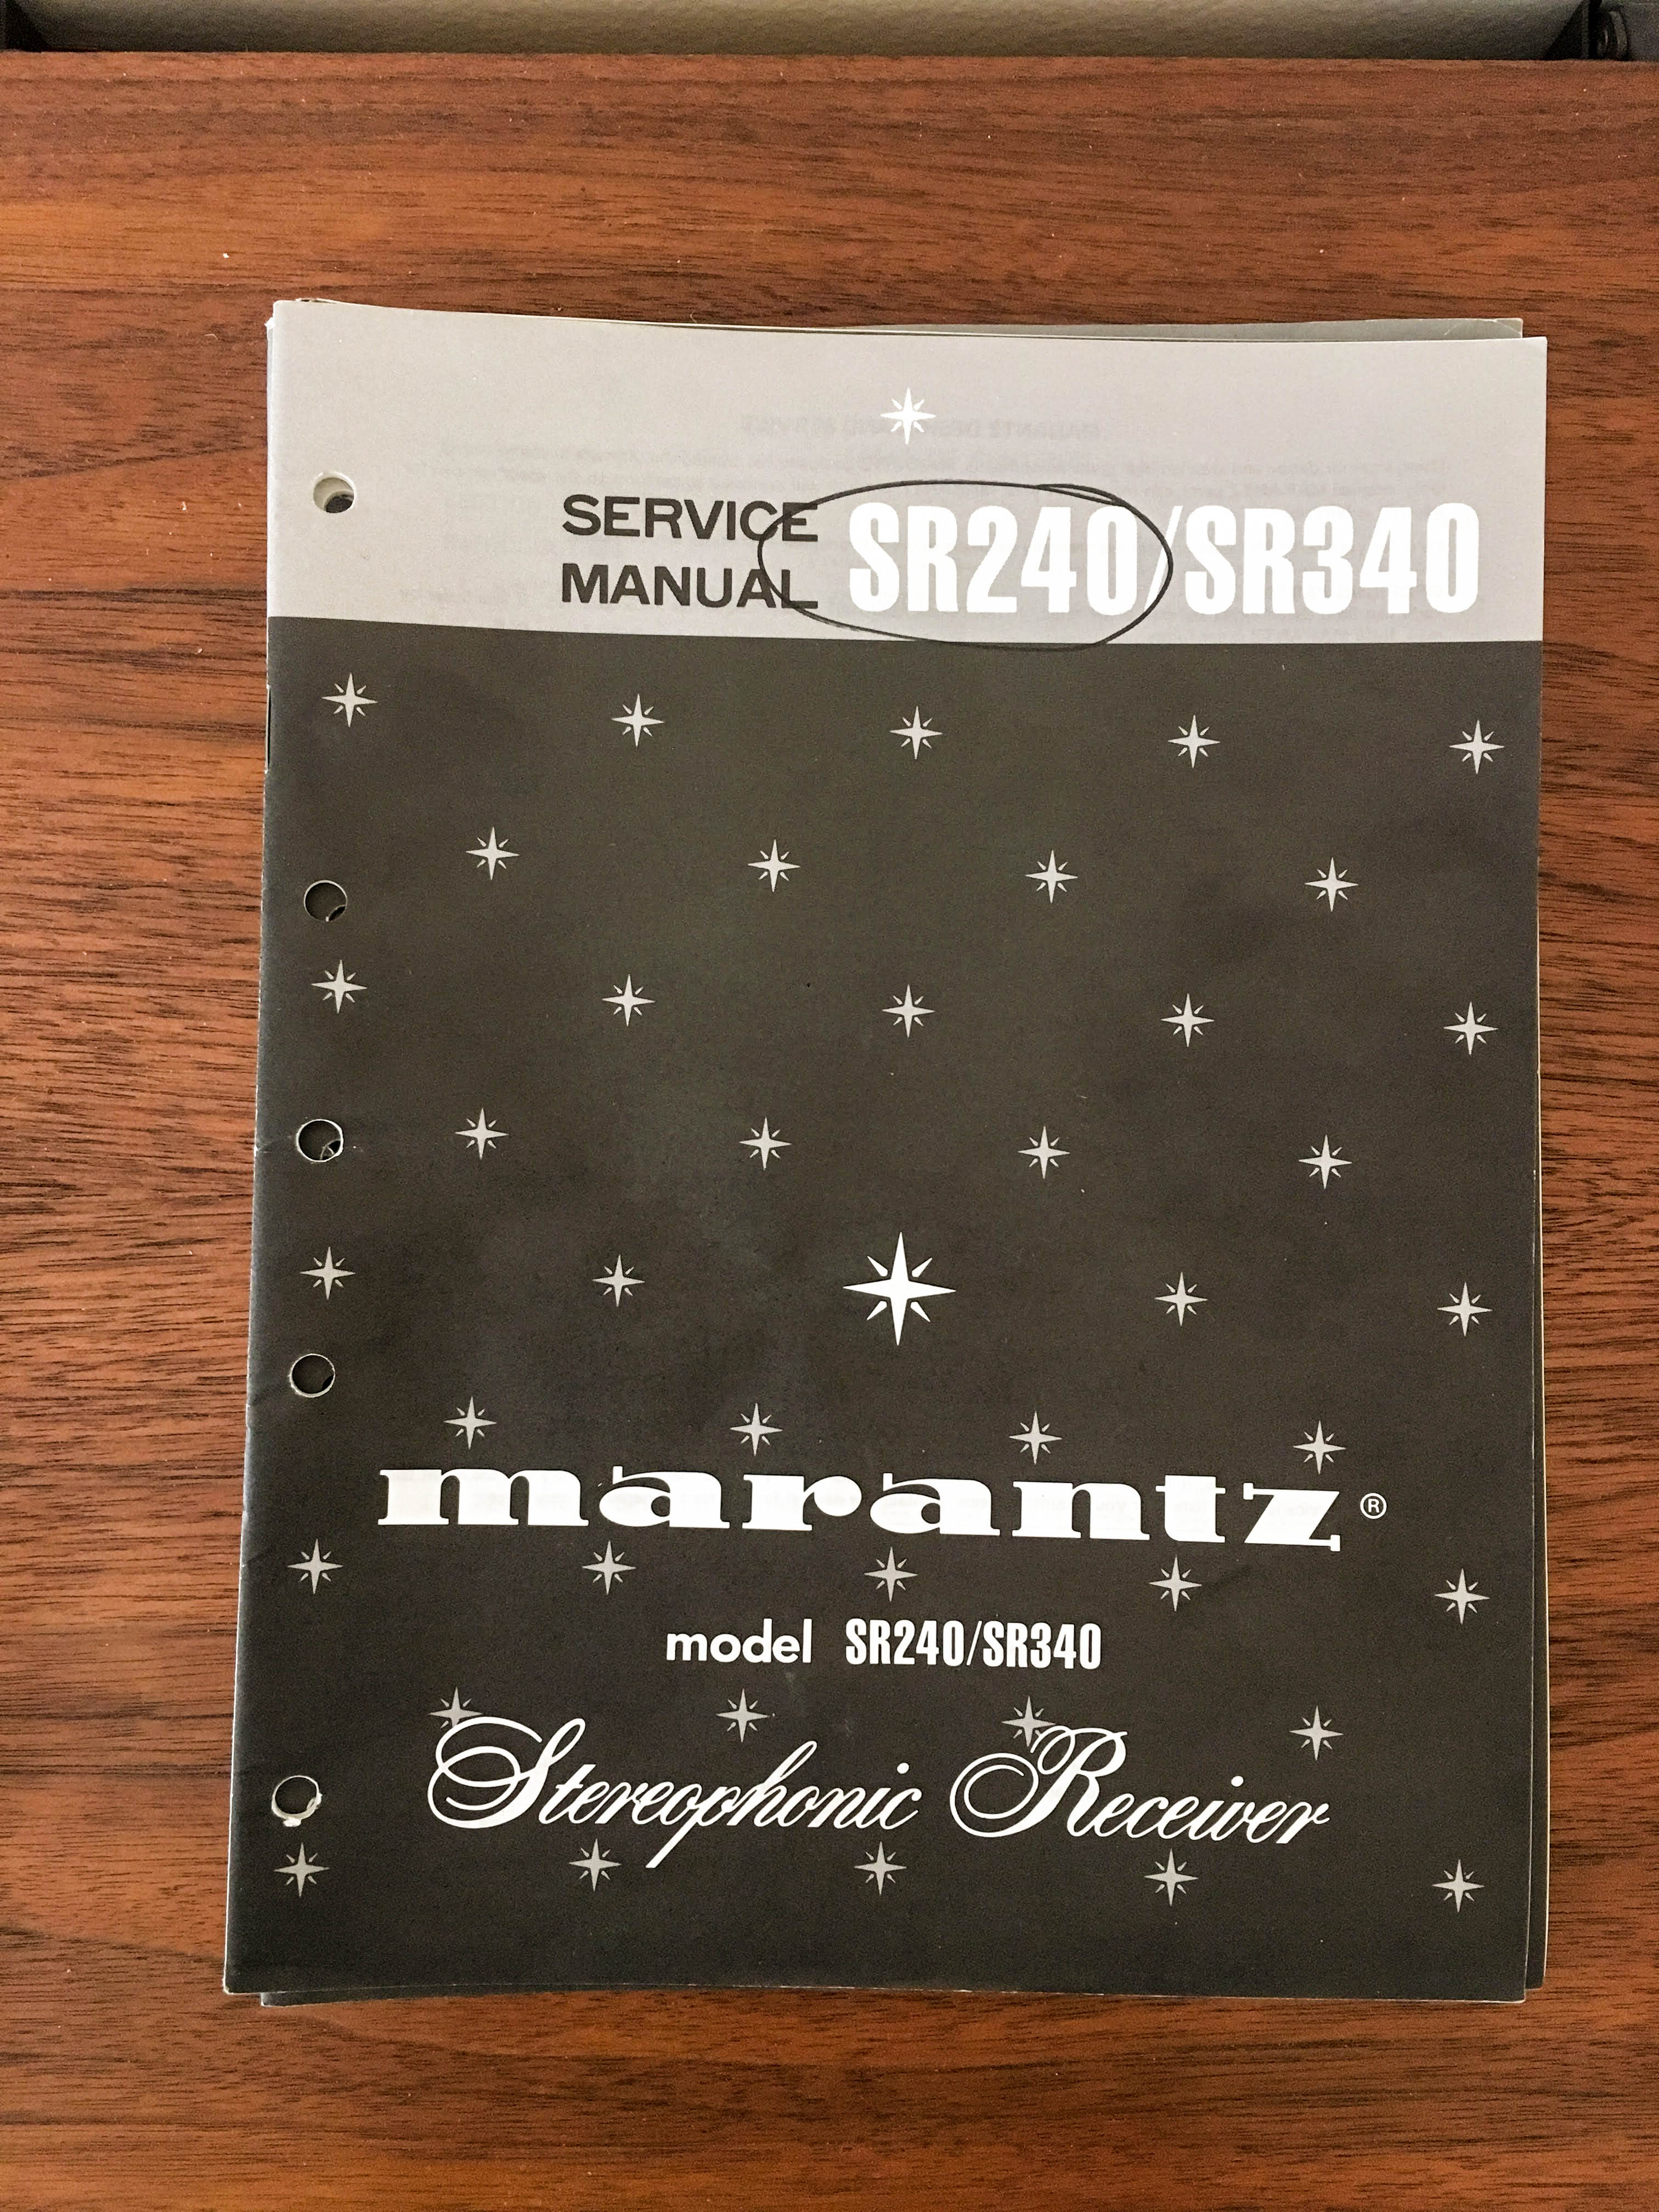 SERVICE
MANUAL
SR240/SR340
marantz®
model SR240/SR340
Stereophonic Receiver